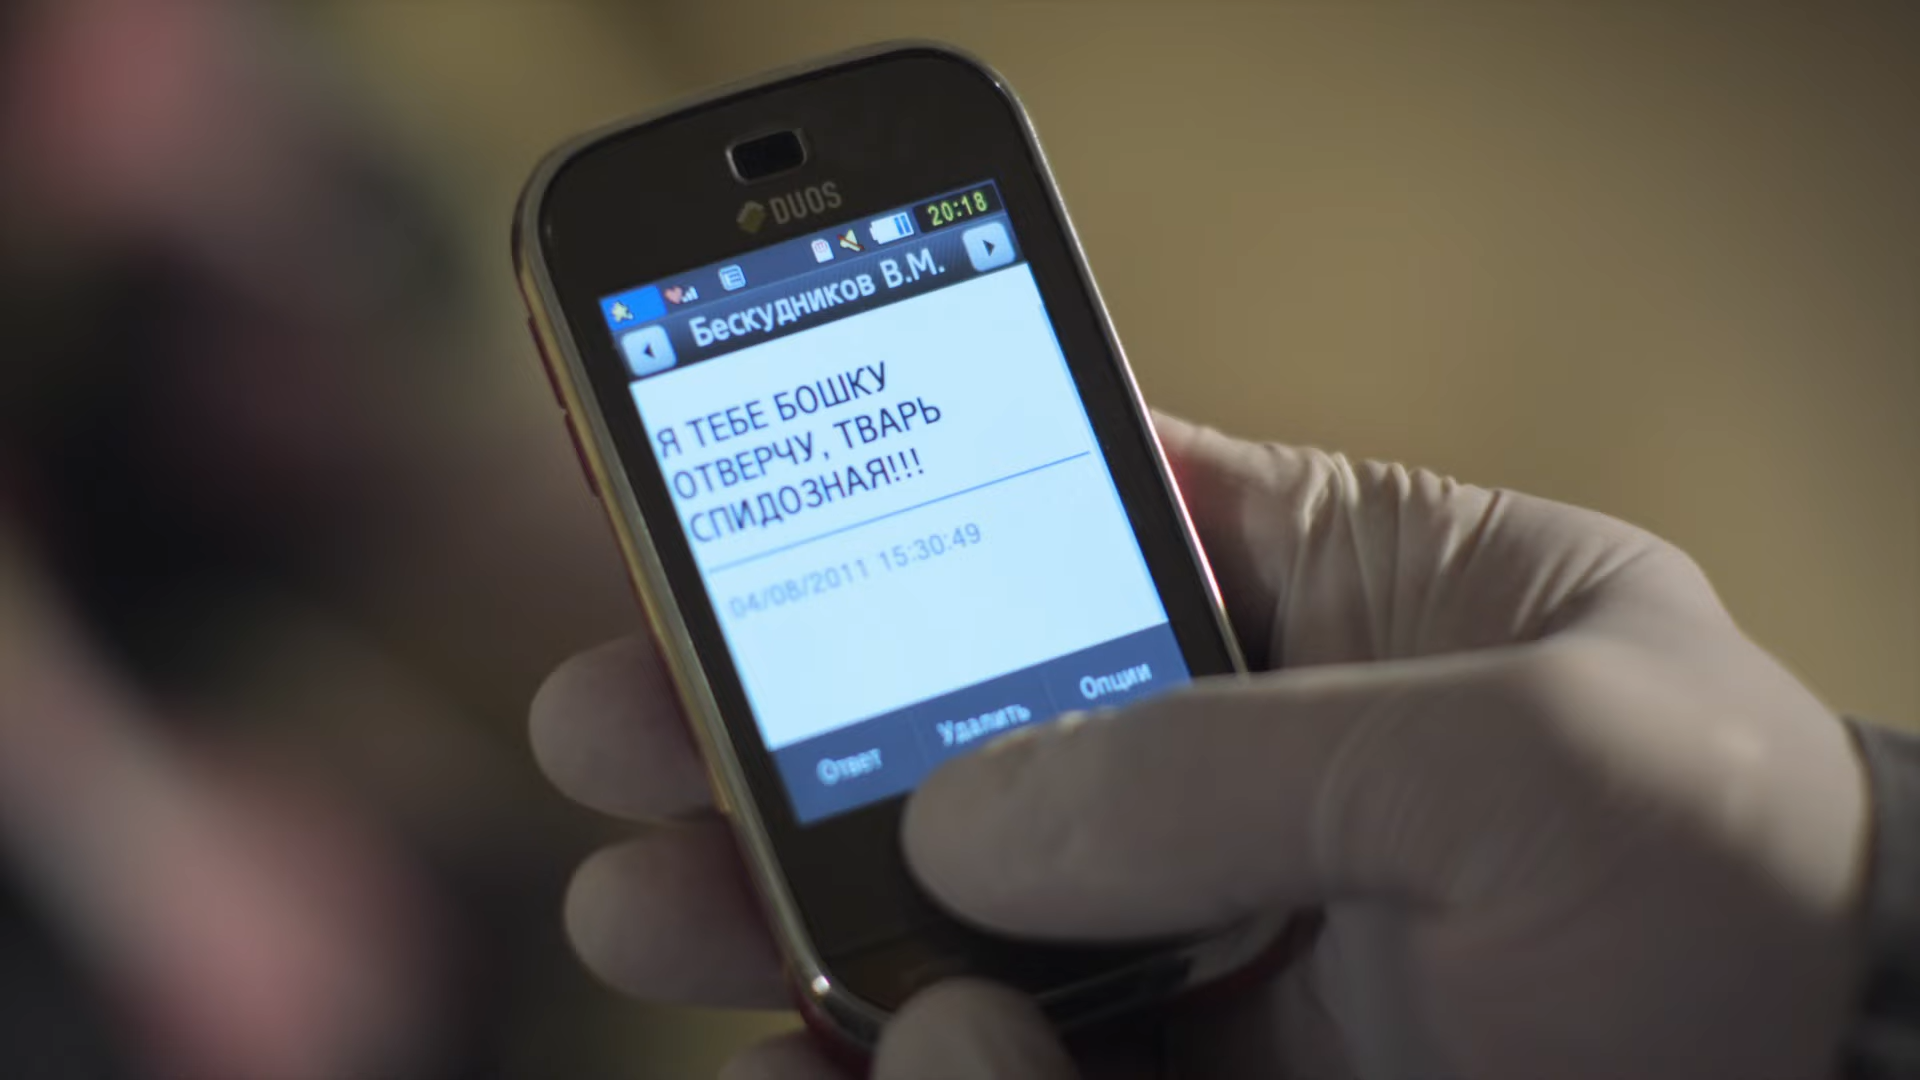 DUOS
20:18
Бескудников В.М.
Я ТЕБЕ БОШКУ
ОТВЕРЧУ, ТВАРЬ
СПИДОЗНАЯ!!!
04/08/2011 15:30:49
Ответ Удалить Опции